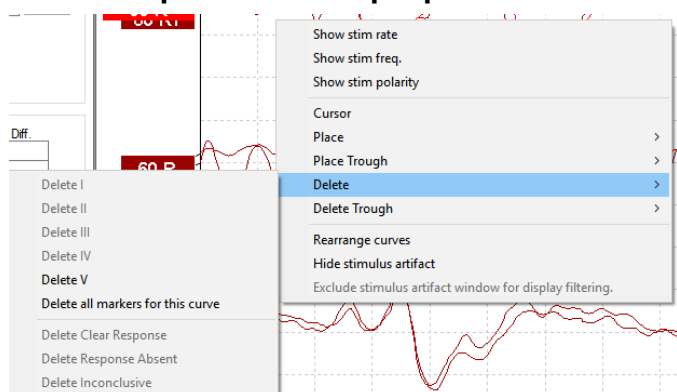 Show stim rate
Show stim freq.
Show stim polarity
Cursor
Diff.
Place
Place Trough
60 R
Delete
Delete Trough
Rearrange curves
Hide stimulus artifact
Exclude stimulus artifact window for display filtering.
Delete I
Delete II
Delete III
Delete IV
Delete V
Delete all markers for this curve
Delete Clear Response
Delete Response Absent
Delete Inconclusive